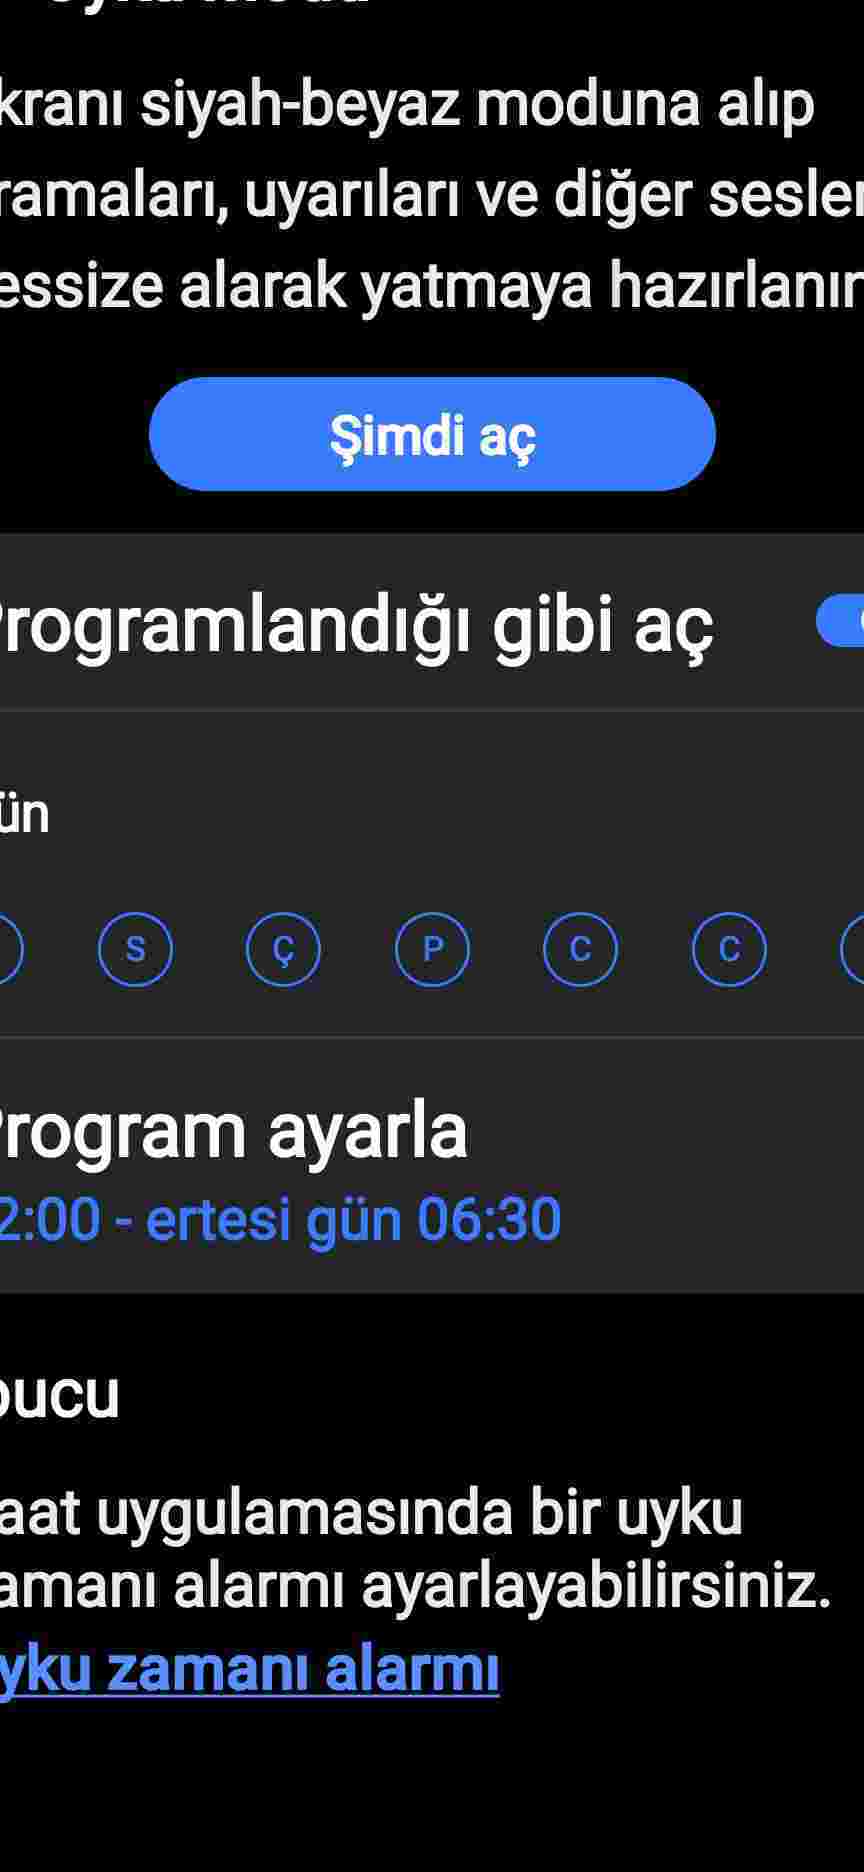 kranı siyah-beyaz moduna alıp
ramaları, uyarıları ve diğer sesler
essize alarak yatmaya hazırlanın
Şimdi aç
Programlandığı gibi aç
ün
S Ç P C C
Program ayarla
2:00 - ertesi gün 06:30
pucu
aat uygulamasında bir uyku
amanı alarmı ayarlayabilirsiniz.
yku zamanı alarmı